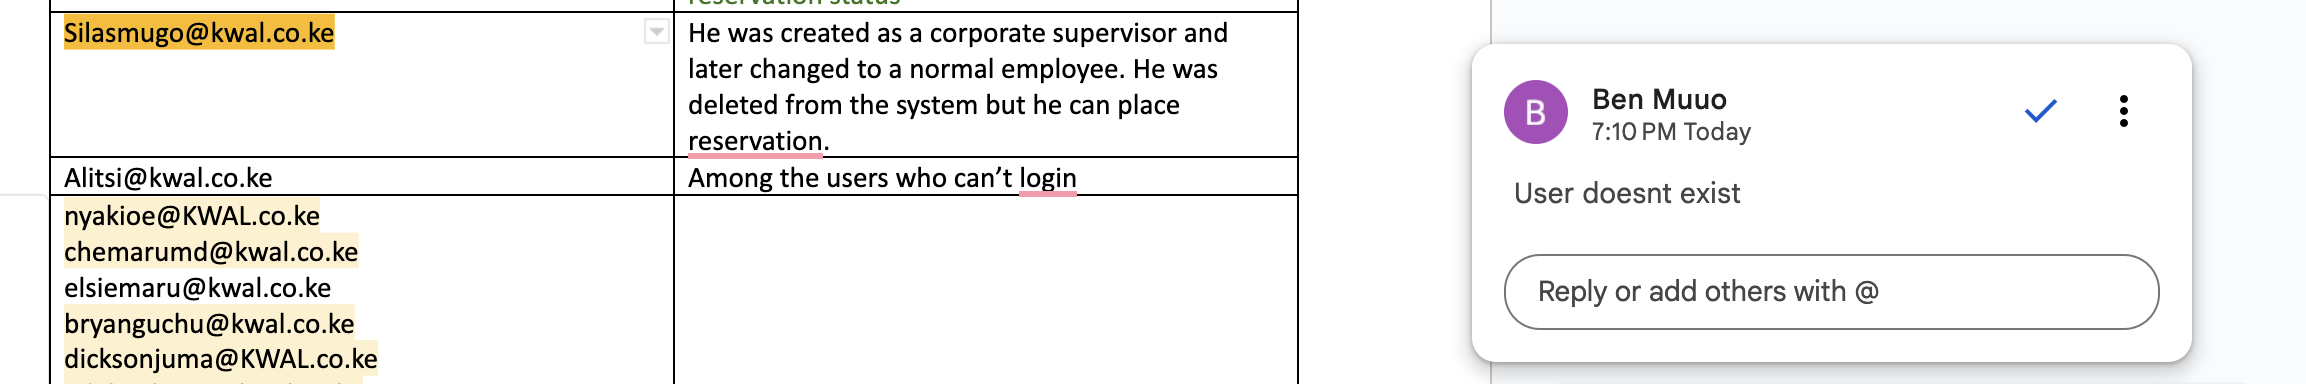 reservation status
Silasmugo@kwal.co.ke
He was created as a corporate supervisor and
later changed to a normal employee. He was
deleted from the system but he can place
reservation.
Alitsi@kwal.co.ke
Among the users who can’t login
nyakioe@KWAL.co.ke
chemarumd@kwal.co.ke
elsiemaru@kwal.co.ke
bryanguchu@kwal.co.ke
dicksonjuma@KWAL.co.ke
B
Ben Muuo
7:10 PM Today
User doesnt exist
Reply or add others with @